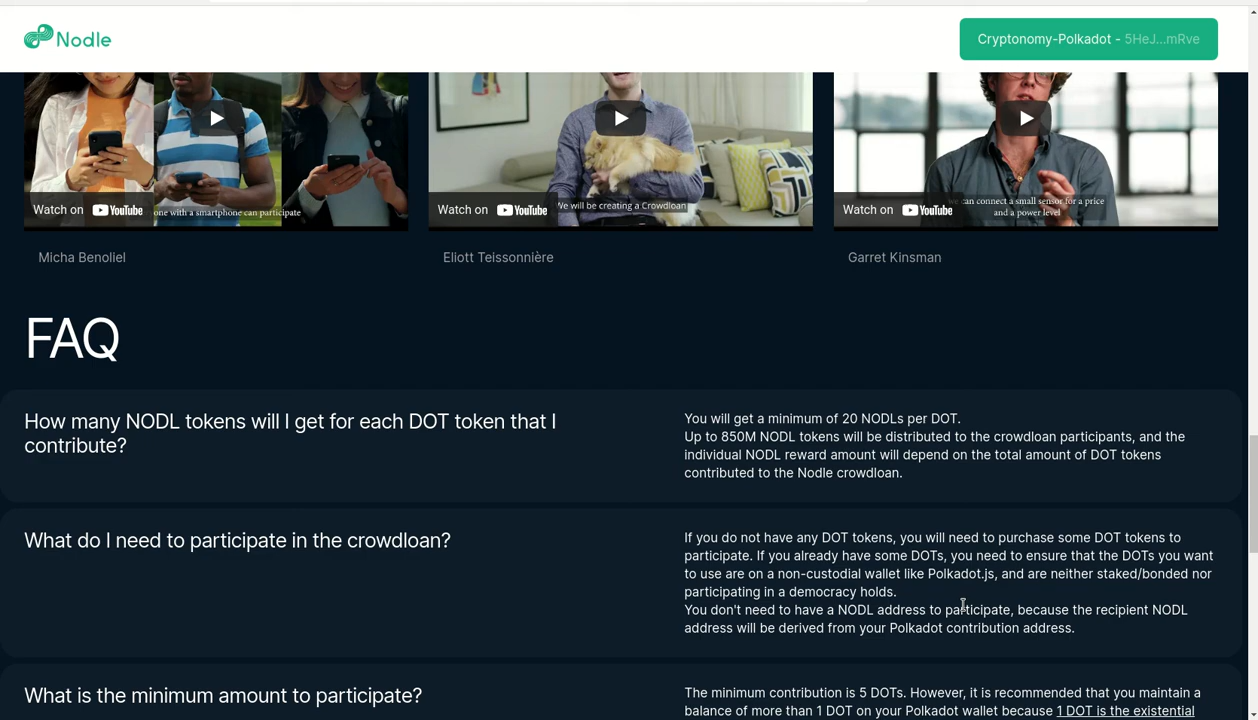 Nodle
Cryptonomy-Polkadot - 5HeJ...mRve
Watch on YouTube
one with a smartphone can participate
Watch on YouTube
We will be creating a Crowdloan
Watch on YouTube
we can connect a small sensor for a price
and a power level
Micha Benoliel
Eliott Teissonnière
Garret Kinsman
FAQ
How many NODL tokens will I get for each DOT token that I
contribute?
You will get a minimum of 20 NODLs per DOT.
Up to 850M NODL tokens will be distributed to the crowdloan participants, and the
individual NODL reward amount will depend on the total amount of DOT tokens
contributed to the Nodle crowdloan.
What do I need to participate in the crowdloan?
If you do not have any DOT tokens, you will need to purchase some DOT tokens to
participate. If you already have some DOTs, you need to ensure that the DOTs you want
to use are on a non-custodial wallet like Polkadot.js, and are neither staked/bonded nor
participating in a democracy holds.
You don't need to have a NODL address to participate, because the recipient NODL
address will be derived from your Polkadot contribution address.
What is the minimum amount to participate?
The minimum contribution is 5 DOTs. However, it is recommended that you maintain a
balance of more than 1 DOT on your Polkadot wallet because 1 DOT is the existential